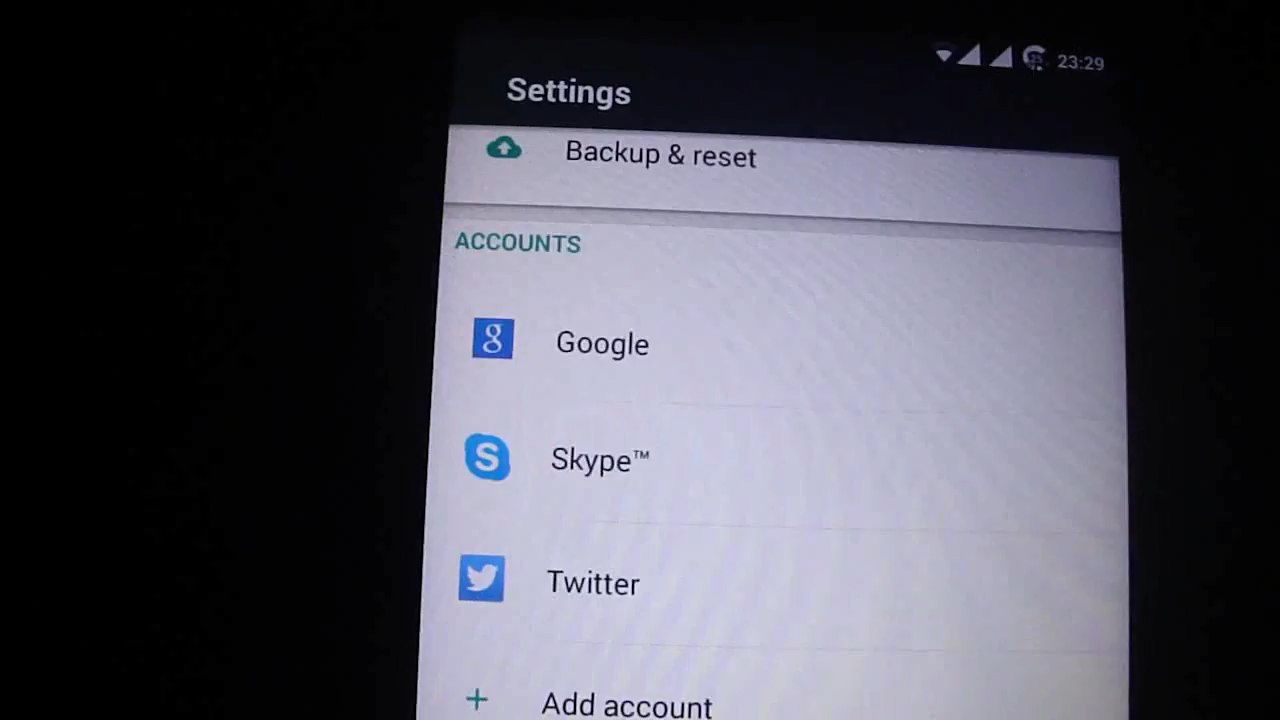 23:29
Settings
Backup & reset
ACCOUNTS
g Google
S Skype™
Twitter
+ Add account